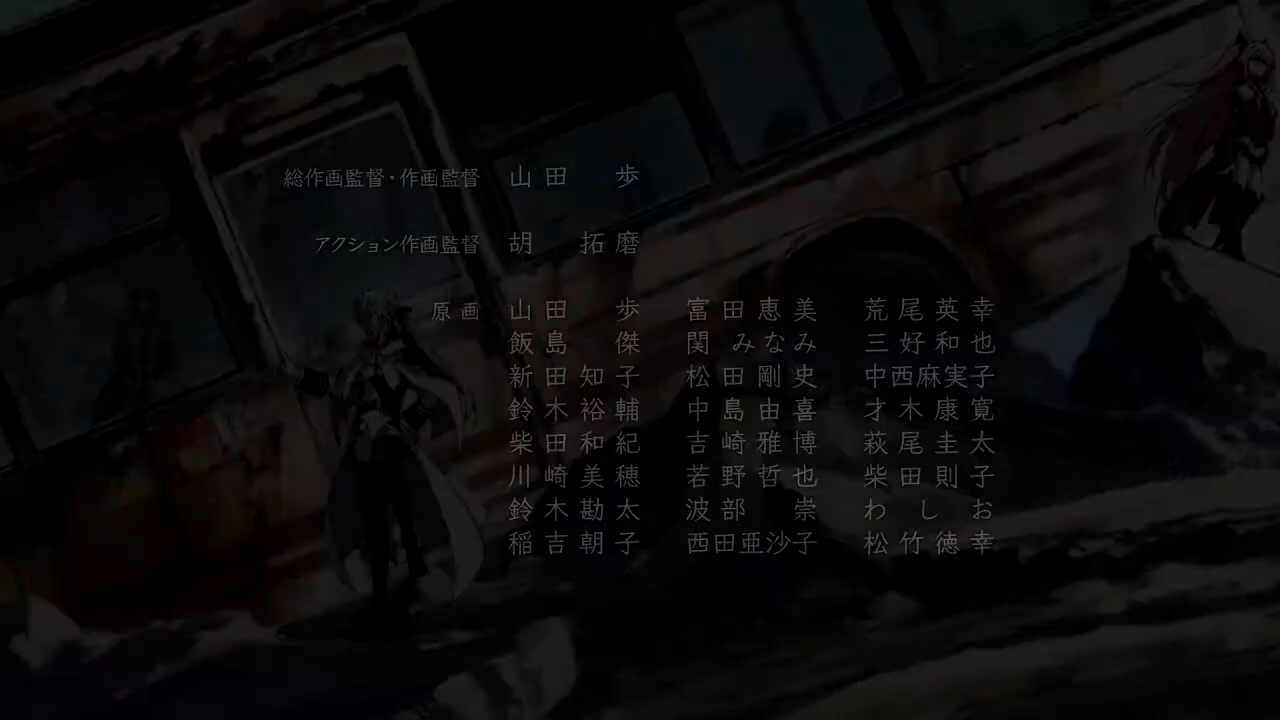 総作画監督・作画監督 山田 歩
アクション作画監督 胡 拓磨
原画 山田 歩 富田恵美 荒尾英幸
飯島 傑 関 みなみ 三好和也
新田知子 松田剛史 中西麻実子
鈴木裕輔 中島由喜 才木康寛
柴田和紀 吉崎雅博 萩尾圭太
川崎美穂 若野哲也 柴田則子
鈴木勘太 波部 崇 わしお
稲吉朝子 西田亜沙子 松竹徳幸